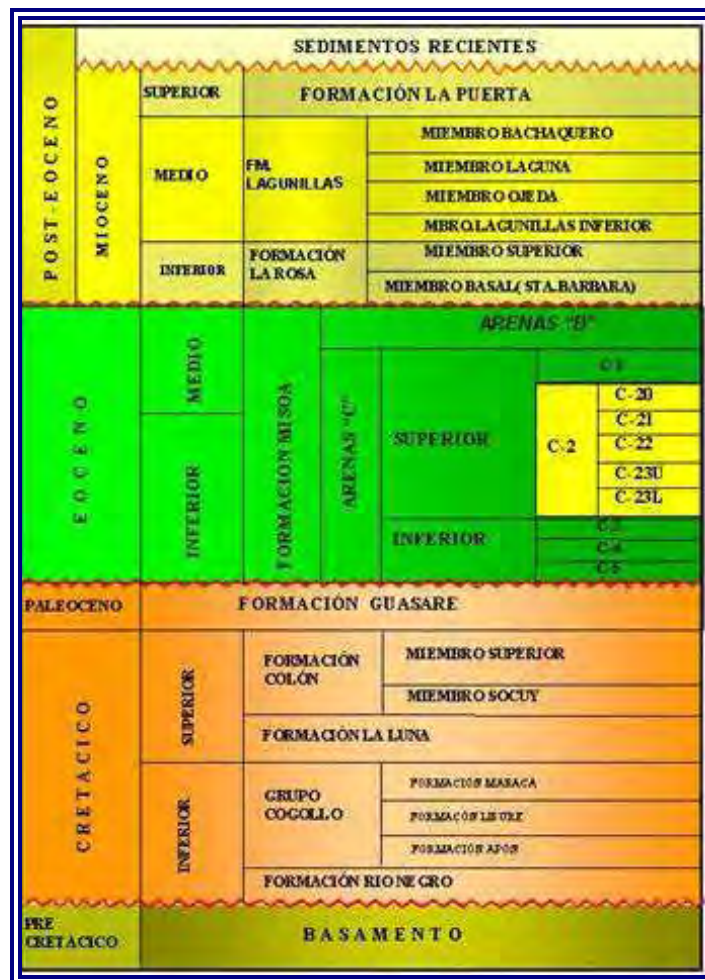 SEDIMENTOS RECIENTES
POST-EOCENO
MIOCENO
SUPERIOR
FORMACIÓN LA PUERTA
MEDIO
FM.
LAGUNILLAS
MIEMBRO BACHAQUERO
MIEMBRO LAGUNA
MIEMBRO OJEDA
MBRO.LAGUNILLAS INFERIOR
INFERIOR
FORMACIÓN
LA ROSA
MIEMBRO SUPERIOR
MIEMBRO BASAL( STA.BARBARA)
EOCENO
MEDIO
INFERIOR
FORMACION MISOA
ARENAS "B"
ARENAS "C"
SUPERIOR
C-2
C-20
C-21
C-22
C-23U
C-23L
INFERIOR
C-4
C-5
PALEOCENO
FORMACIÓN GUASARE
CRETACICO
SUPERIOR
FORMACIÓN
COLÓN
MIEMBRO SUPERIOR
MIEMBRO SOCUY
FORMACIÓN LA LUNA
INFERIOR
GRUPO
COGOLLO
FORMACIÓN MARACA
FORMACÓN LISURE
FORMACIÓN APON
FORMACIÓN RIO NEGRO
PRE
CRETACICO
BASAMENTO